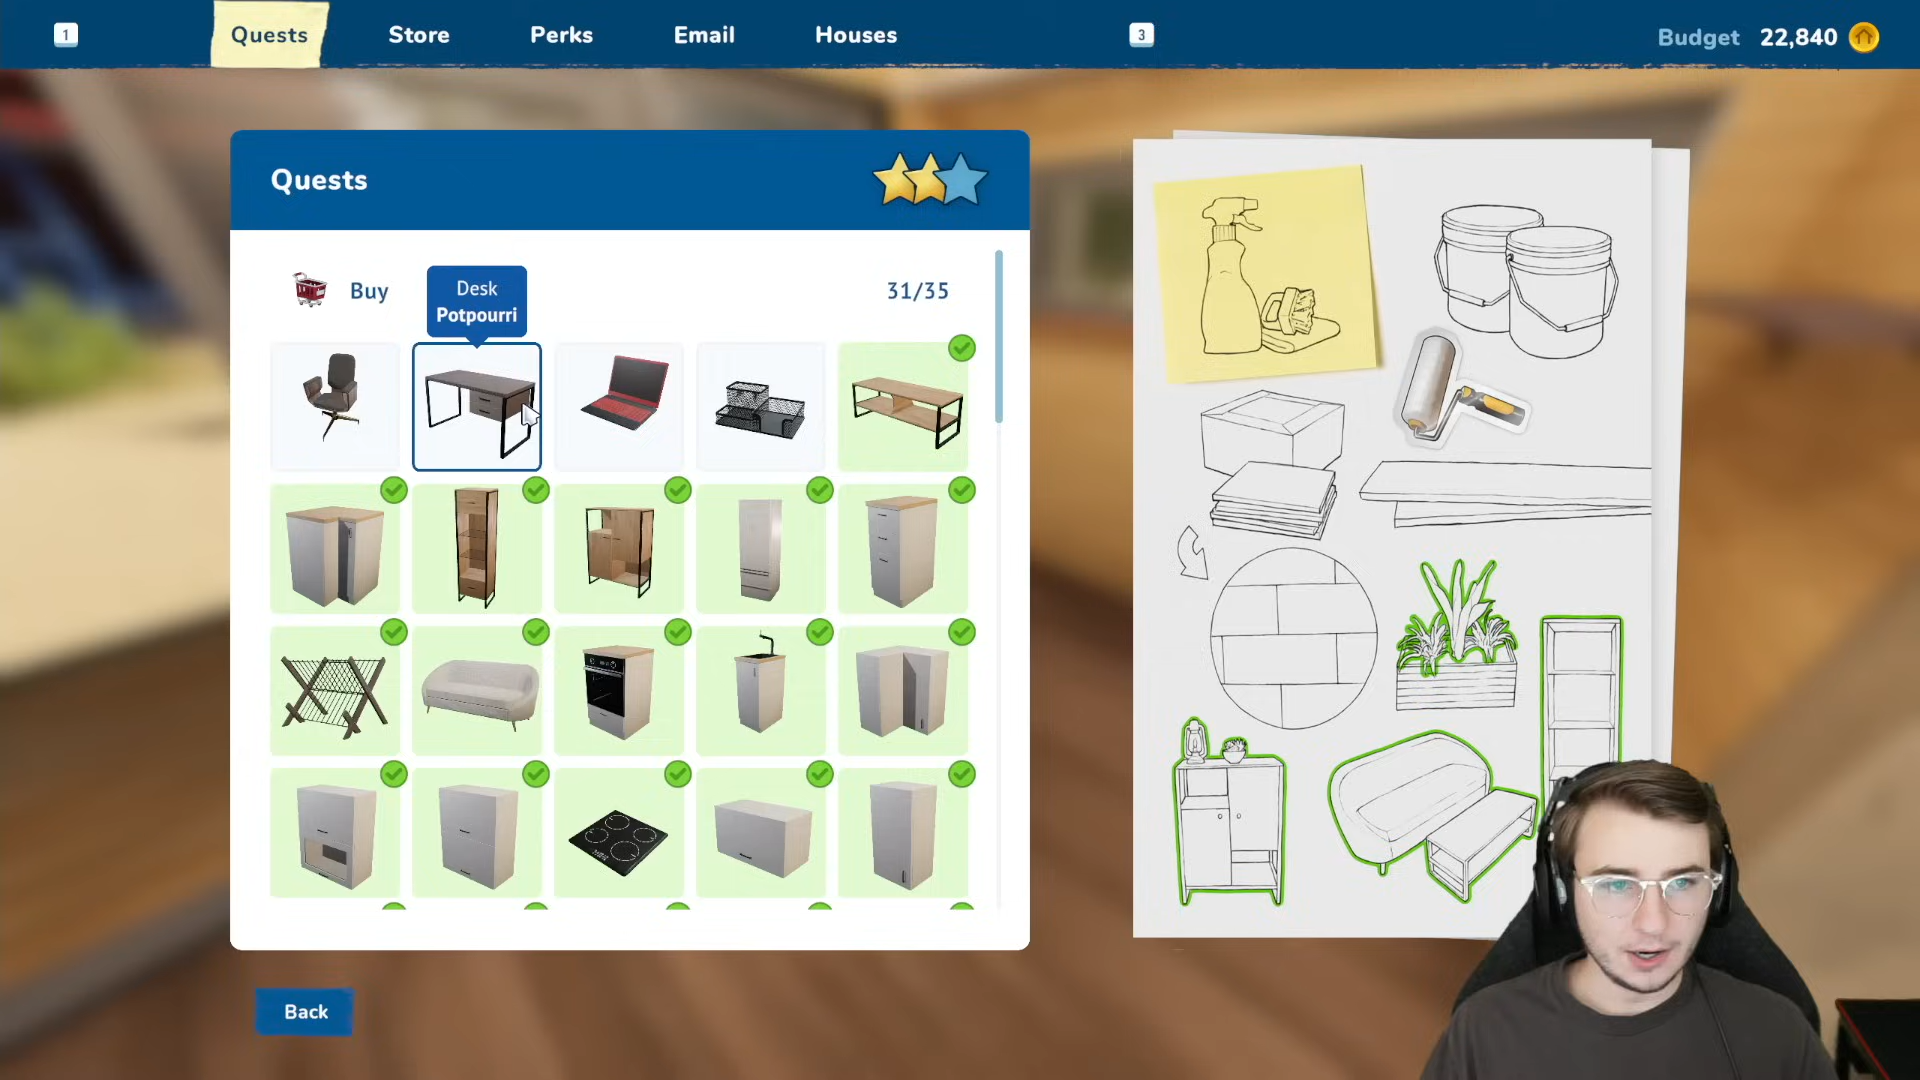 1
Quests
Store
Perks
Email
Houses
3
Budget 22,840
Quests
Buy
31/35
Desk
Potpourri
Back